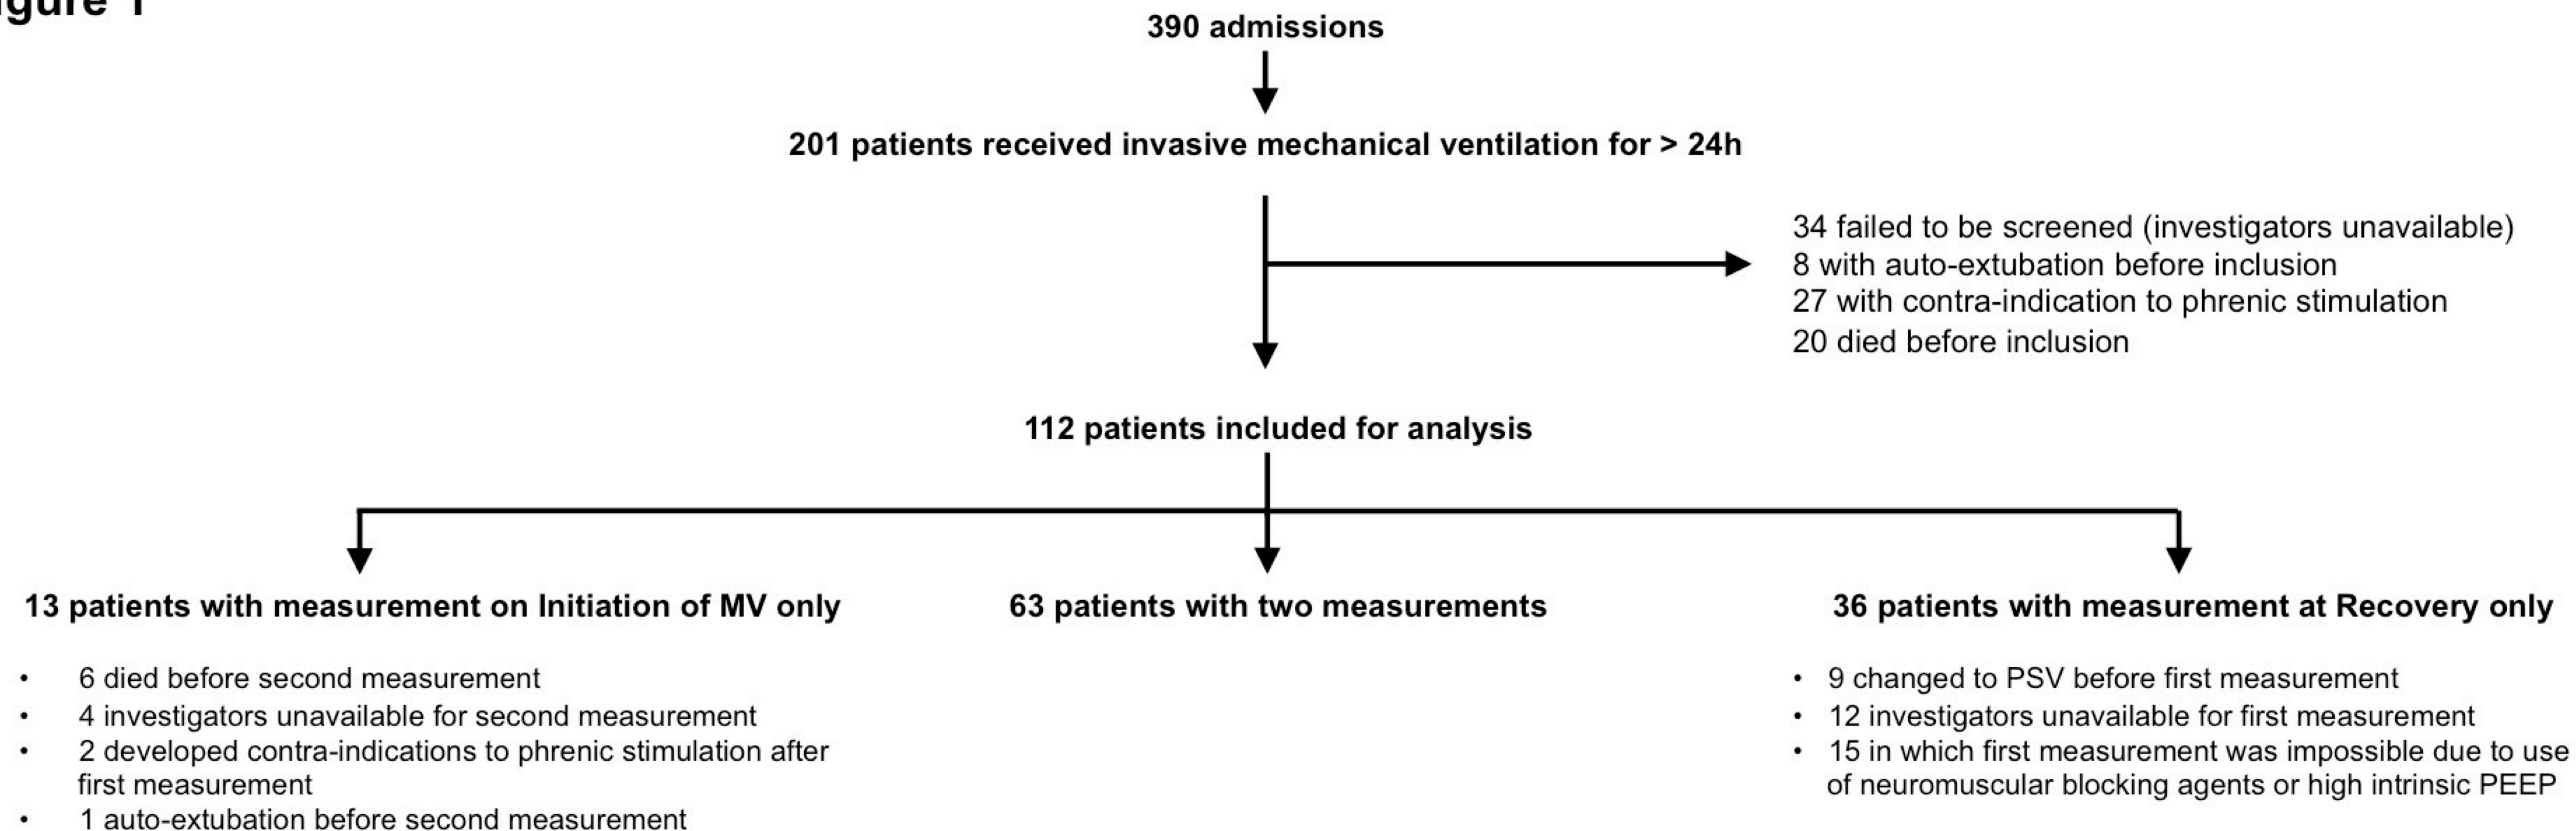 igure 1
390 admissions
201 patients received invasive mechanical ventilation for > 24h
34 failed to be screened (investigators unavailable)
8 with auto-extubation before inclusion
27 with contra-indication to phrenic stimulation
20 died before inclusion
112 patients included for analysis
13 patients with measurement on Initiation of MV only
• 6 died before second measurement
• 4 investigators unavailable for second measurement
• 2 developed contra-indications to phrenic stimulation after
first measurement
• 1 auto-extubation before second measurement
63 patients with two measurements
36 patients with measurement at Recovery only
• 9 changed to PSV before first measurement
• 12 investigators unavailable for first measurement
• 15 in which first measurement was impossible due to use
of neuromuscular blocking agents or high intrinsic PEEP